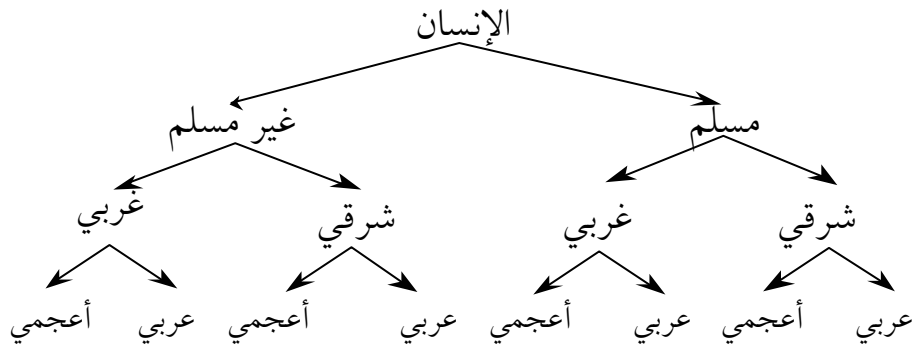 الإنسان
مسلم غير مسلم
شرقي غربي شرقي غربي
عربي أعجمي عربي أعجمي عربي أعجمي عربي أعجمي